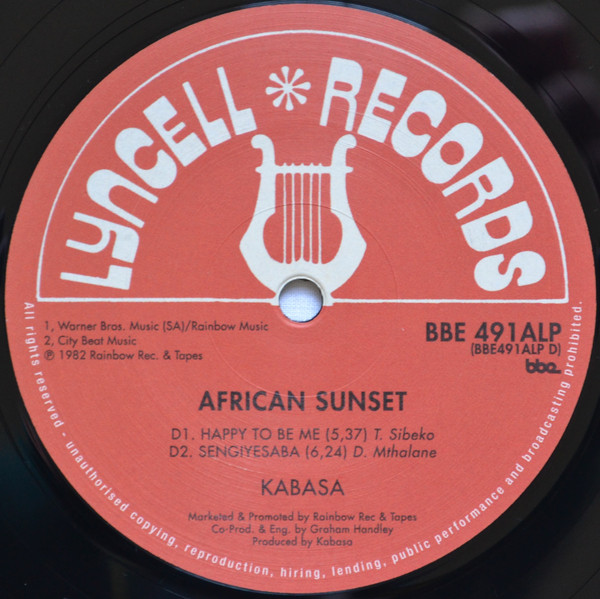 LYNCELL * RECORDS
1, Warner Bros. Music (SA)/Rainbow Music
2, City Beat Music
℗ 1982 Rainbow Rec. & Tapes
BBE 491ALP
(BBE491ALP D)
bbe
AFRICAN SUNSET
D1. HAPPY TO BE ME (5,37) T. Sibeko
D2. SENGIYESABA (6,24) D. Mthalane
KABASA
Marketed & Promoted by Rainbow Rec & Tapes
Co-Prod. & Eng. by Graham Handley
Produced by Kabasa
All rights reserved - unauthorised copying, reproduction, hiring, lending, public performance and broadcasting prohibited.